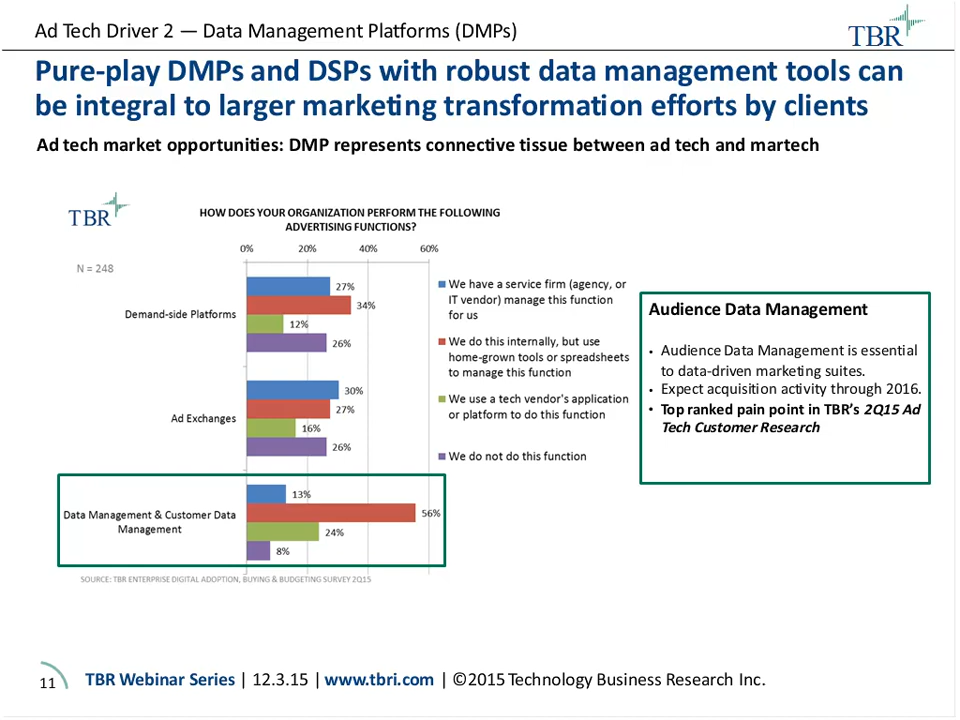 Ad Tech Driver 2 — Data Management Platforms (DMPs)
TBR
Pure-play DMPs and DSPs with robust data management tools can
be integral to larger marketing transformation efforts by clients
Ad tech market opportunities: DMP represents connective tissue between ad tech and martech
TBR
HOW DOES YOUR ORGANIZATION PERFORM THE FOLLOWING
ADVERTISING FUNCTIONS?
0% 20% 40% 60%
N = 248
Demand-side Platforms
27%
34%
12%
26%
Ad Exchanges
30%
27%
16%
26%
Data Management & Customer Data
Management
13%
56%
24%
8%
We have a service firm (agency, or
IT vendor) manage this function
for us
We do this internally, but use
home-grown tools or spreadsheets
to manage this function
We use a tech vendor's application
or platform to do this function
We do not do this function
SOURCE: TBR ENTERPRISE DIGITAL ADOPTION, BUYING & BUDGETING SURVEY 2Q15
Audience Data Management
• Audience Data Management is essential
to data-driven marketing suites.
• Expect acquisition activity through 2016.
• Top ranked pain point in TBR’s 2Q15 Ad
Tech Customer Research
11
TBR Webinar Series | 12.3.15 | www.tbri.com | ©2015 Technology Business Research Inc.